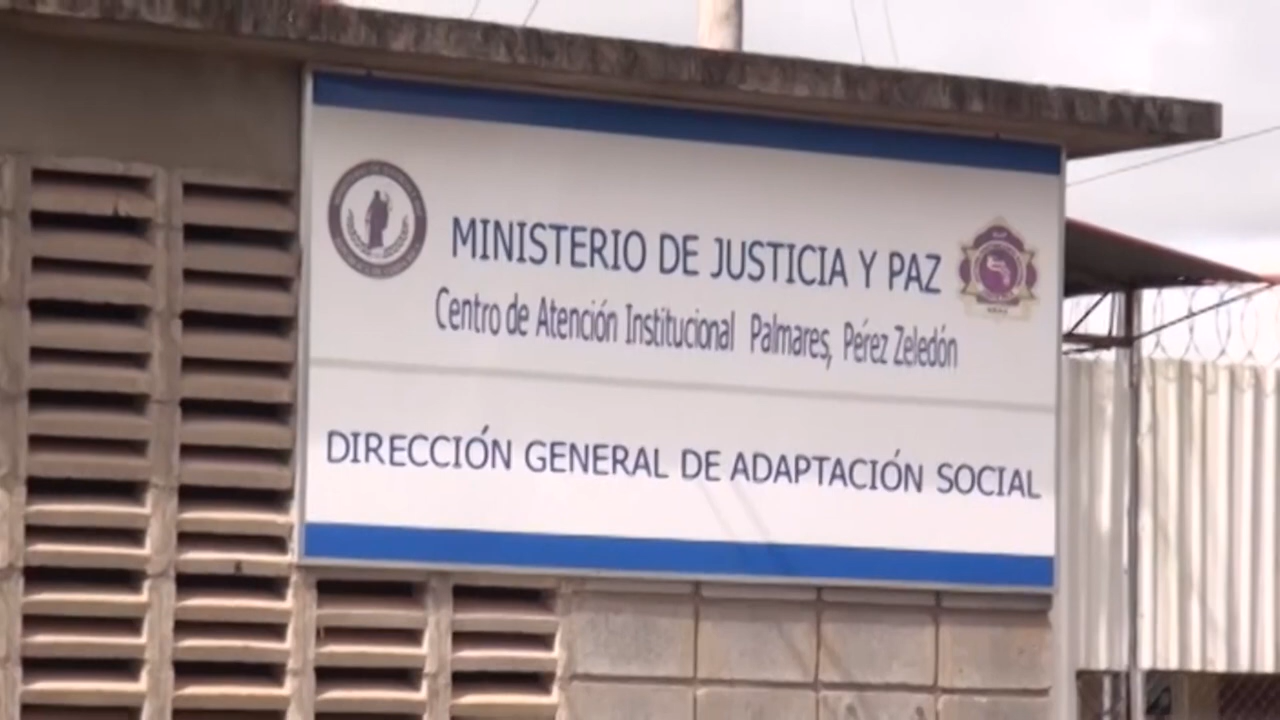 MINISTERIO DE JUSTICIA Y PAZ
Centro de Atención Institucional Palmares, Pérez Zeledón
DIRECCIÓN GENERAL DE ADAPTACIÓN SOCIAL